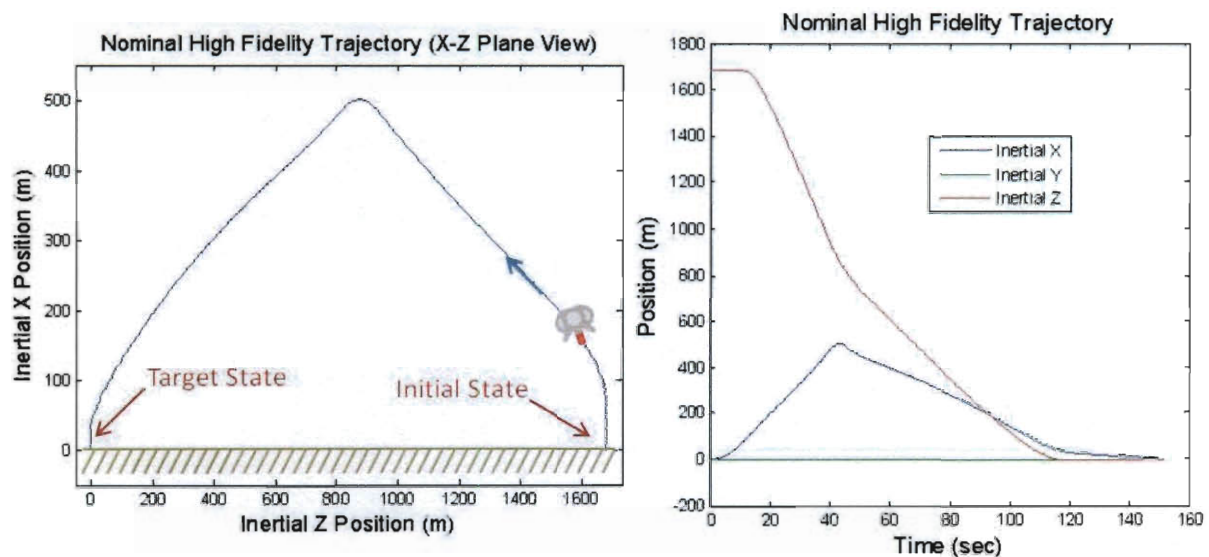 Nominal High Fidelity Trajectory (X-Z Plane View)
Inertial X Position (m)
500
400
300
200
100
0
Target State
Initial State
0 200 400 600 800 1000 1200 1400 1600
Inertial Z Position (m)
Nominal High Fidelity Trajectory
Position (m)
1800
1600
1400
1200
1000
800
600
400
200
0
-200
Inertial X
Inertial Y
Inertial Z
0 20 40 60 80 100 120 140 160
Time (sec)